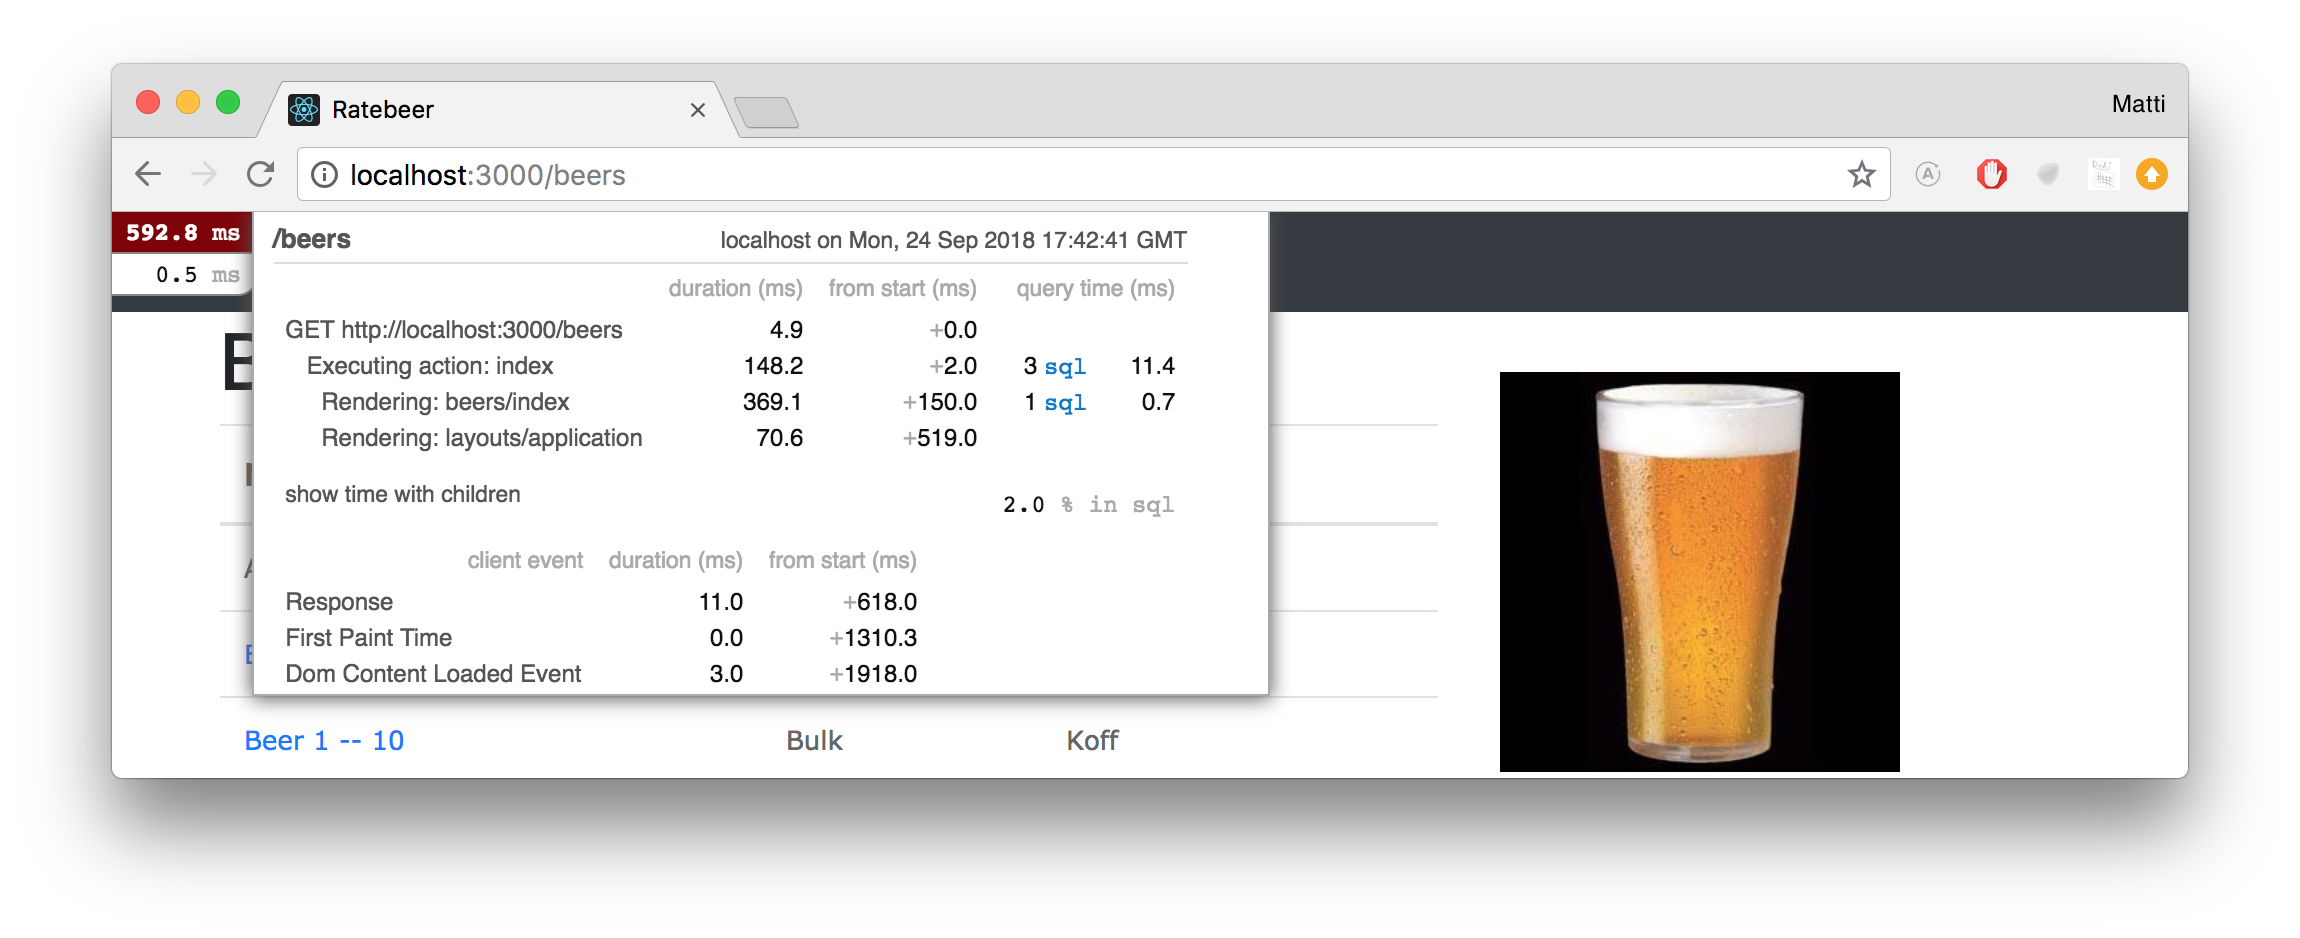 Ratebeer
Matti
localhost:3000/beers
592.8 ms
0.5 ms
/beers localhost on Mon, 24 Sep 2018 17:42:41 GMT
duration (ms) from start (ms) query time (ms)
GET http://localhost:3000/beers 4.9 +0.0
Executing action: index 148.2 +2.0 3 sql 11.4
Rendering: beers/index 369.1 +150.0 1 sql 0.7
Rendering: layouts/application 70.6 +519.0
show time with children
2.0 % in sql
client event duration (ms) from start (ms)
Response 11.0 +618.0
First Paint Time 0.0 +1310.3
Dom Content Loaded Event 3.0 +1918.0
Beer 1 -- 10 Bulk Koff